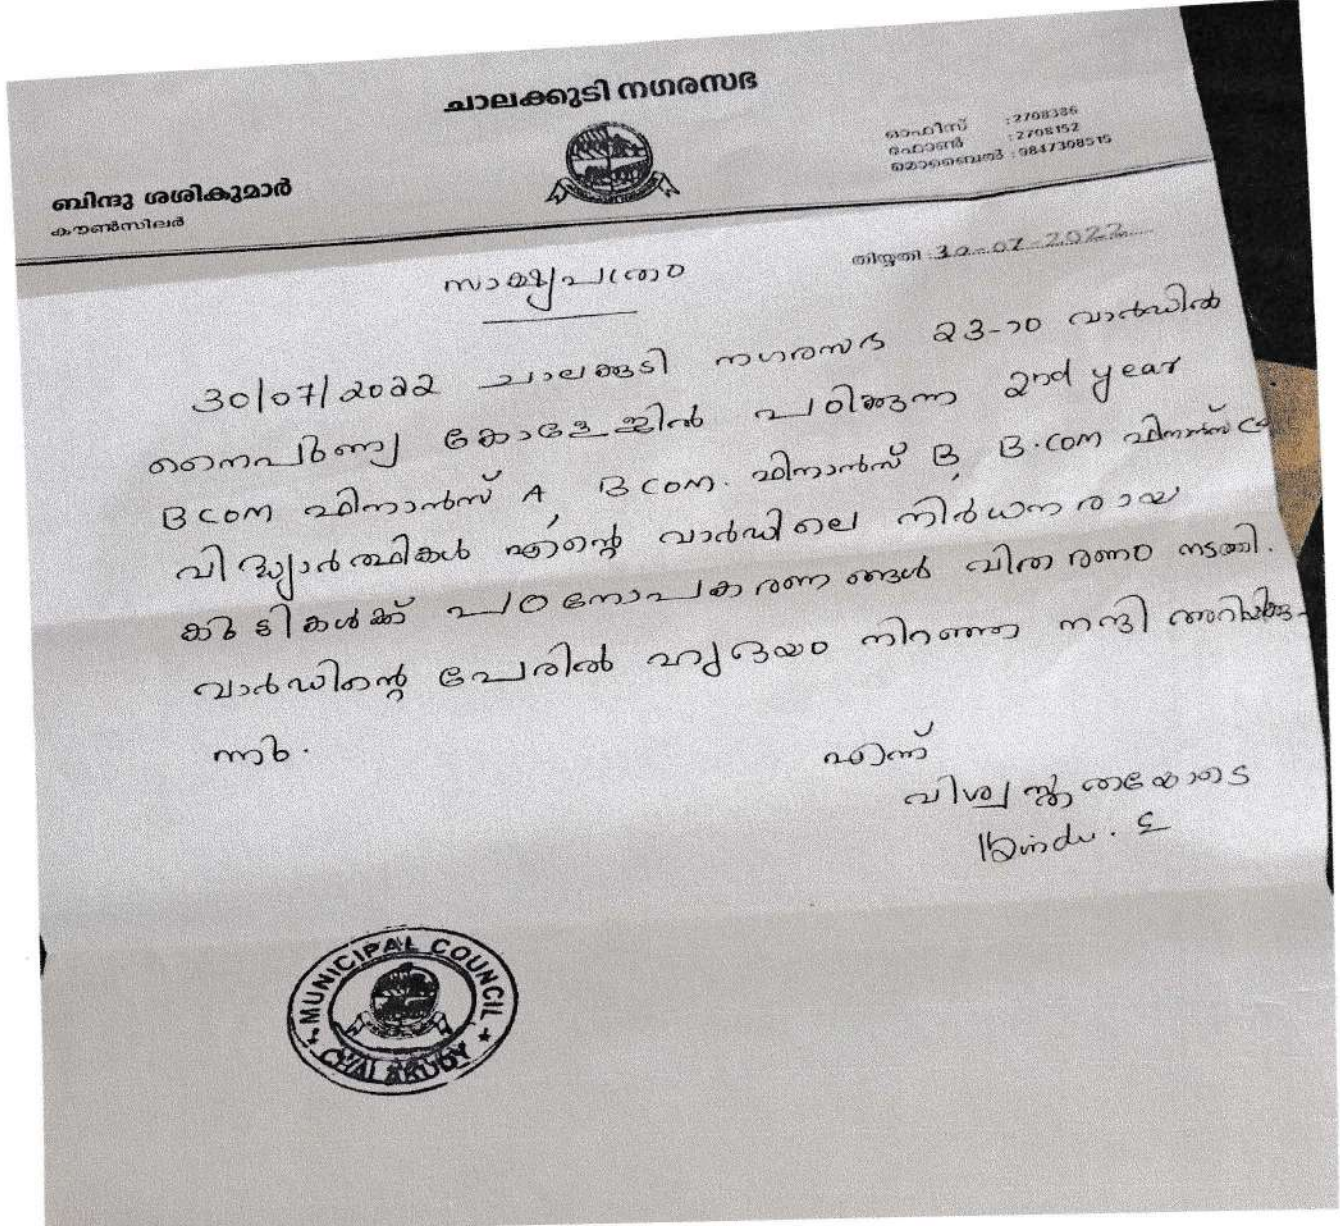 ചാലക്കുടി നഗരസഭ
ബിന്ദു ശശികുമാർ
കൗൺസിലർ
ഓഫീസ് : 2708386
ഫോൺ : 2708152
മൊബൈൽ : 9847308515
തിയ്യതി : 30-07-2022
സാക്ഷ്യപത്രം
30/07/2022 ചാലക്കുടി നഗരസഭ 23-ാം വാർഡിൽ
നൈപുണ്യ കോളേജിൽ പഠിക്കുന്ന 2nd year
BCom ഫിനാൻസ് A, BCom. ഫിനാൻസ് B, B.Com ഫിനാൻസ്
വിദ്യാർത്ഥികൾ എന്റെ വാർഡിലെ നിർധനരായ
കുട്ടികൾക്ക് പഠനോപകരണങ്ങൾ വിതരണം നടത്തി.
വാർഡിന്റെ പേരിൽ ഹൃദയം നിറഞ്ഞ നന്ദി അറിയിക്കു-
ന്നു.
എന്ന്
വിശ്വസ്തതയോടെ
Bindu. S
MUNICIPAL COUNCIL
CHALAKUDY